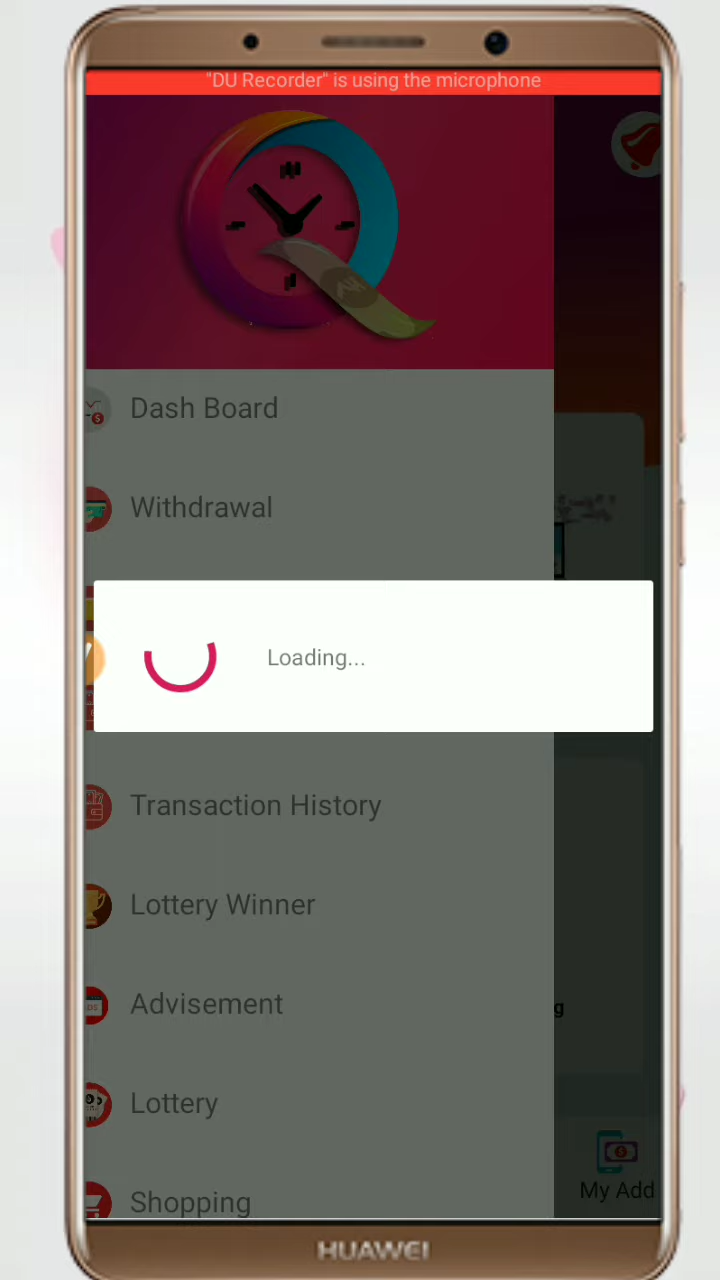 "DU Recorder" is using the microphone
Dash Board
Withdrawal
Loading...
Transaction History
Lottery Winner
Advisement
g
Lottery
My Add
Shopping
HUAWEI